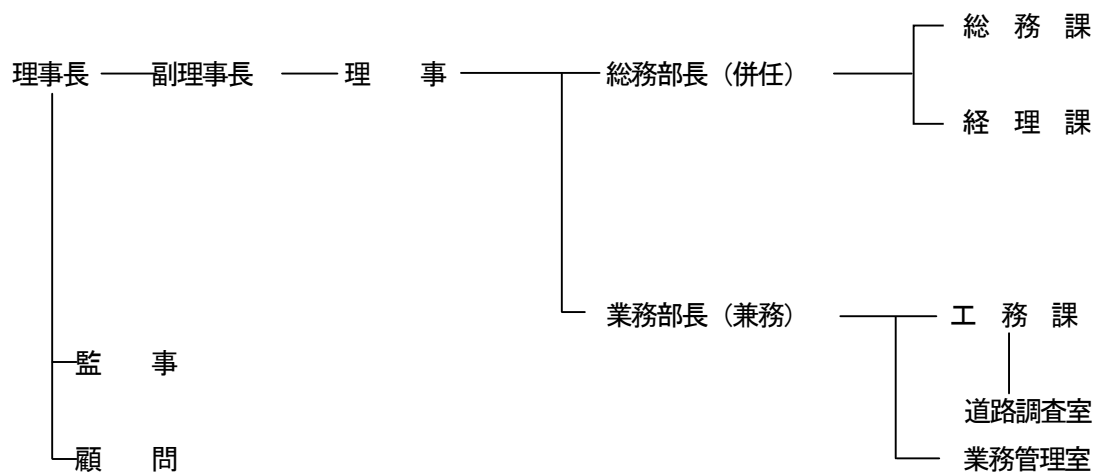 総　務　課
理事長　副理事長　理　　事　総務部長（併任）
経　理　課
業務部長（兼務）　工　務　課
監　　事
道路調査室
顧　　問　業務管理室